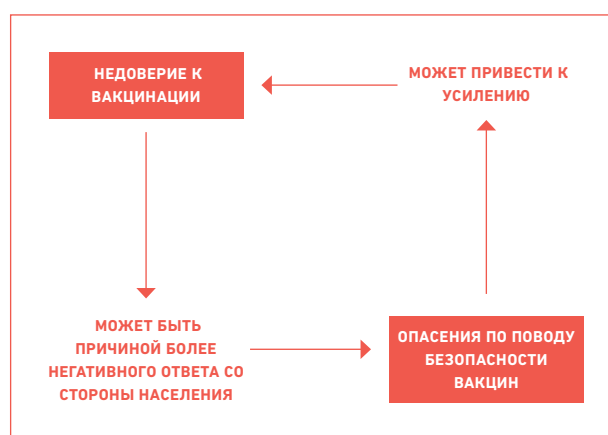 НЕДОВЕРИЕ К
ВАКЦИНАЦИИ
МОЖЕТ ПРИВЕСТИ К
УСИЛЕНИЮ
МОЖЕТ БЫТЬ
ПРИЧИНОЙ БОЛЕЕ
НЕГАТИВНОГО ОТВЕТА СО
СТОРОНЫ НАСЕЛЕНИЯ
ОПАСЕНИЯ ПО ПОВОДУ
БЕЗОПАСНОСТИ
ВАКЦИН